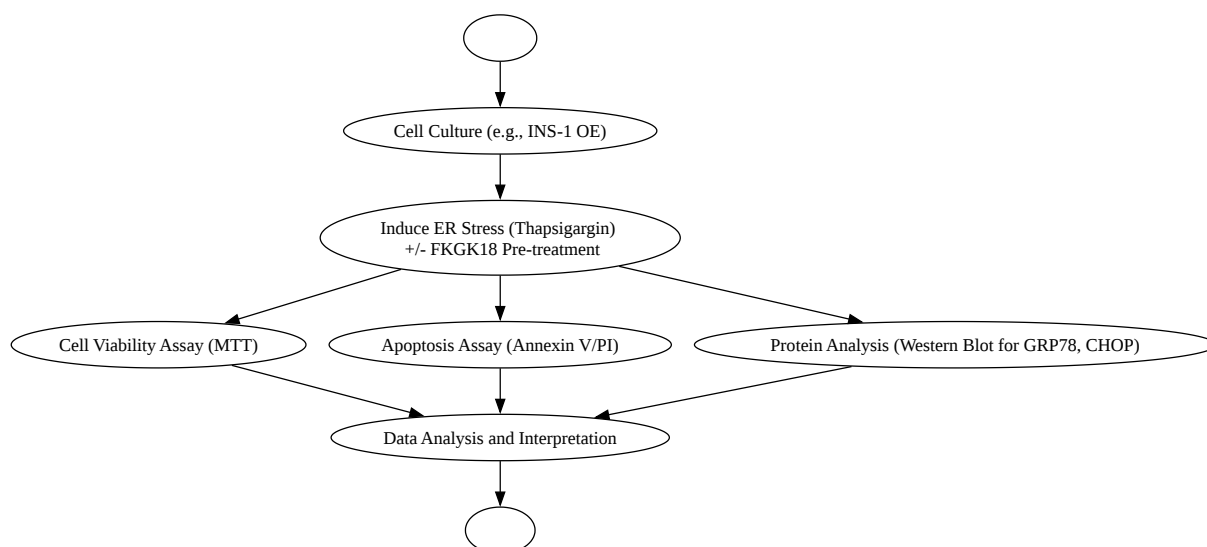 Cell Culture (e.g., INS-1 OE)
Induce ER Stress (Thapsigargin)
+/- FKGK18 Pre-treatment
Cell Viability Assay (MTT)
Apoptosis Assay (Annexin V/PI)
Protein Analysis (Western Blot for GRP78, CHOP)
Data Analysis and Interpretation